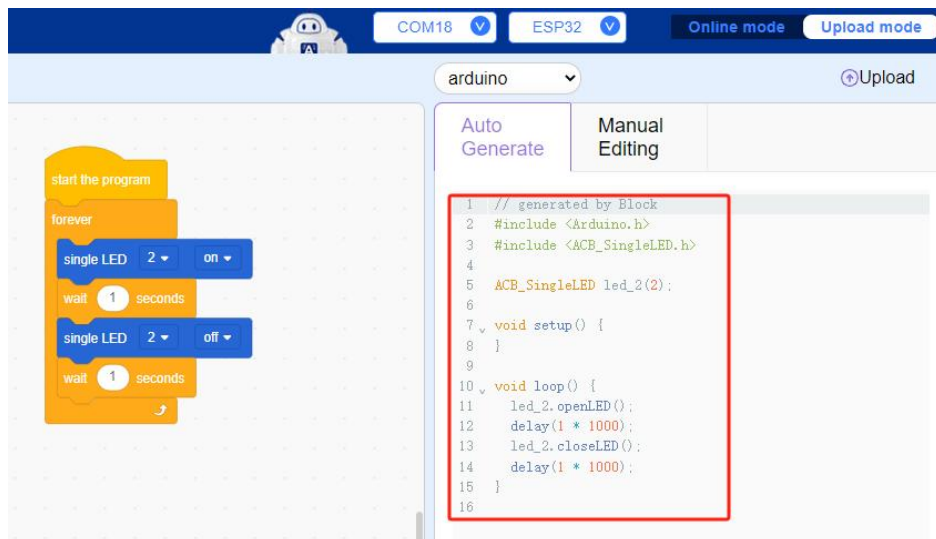 COM18 ESP32 Online mode Upload mode
A
arduino Upload
Auto Generate
Manual Editing
start the program
forever
single LED 2 on
wait 1 seconds
single LED 2 off
wait 1 seconds
1 // generated by Block
2 #include <Arduino.h>
3 #include <ACB_SingleLED.h>
4
5 ACB_SingleLED led_2(2);
6
7 void setup() {
8 }
9
10 void loop() {
11 led_2.openLED();
12 delay(1 * 1000);
13 led_2.closeLED();
14 delay(1 * 1000);
15 }
16